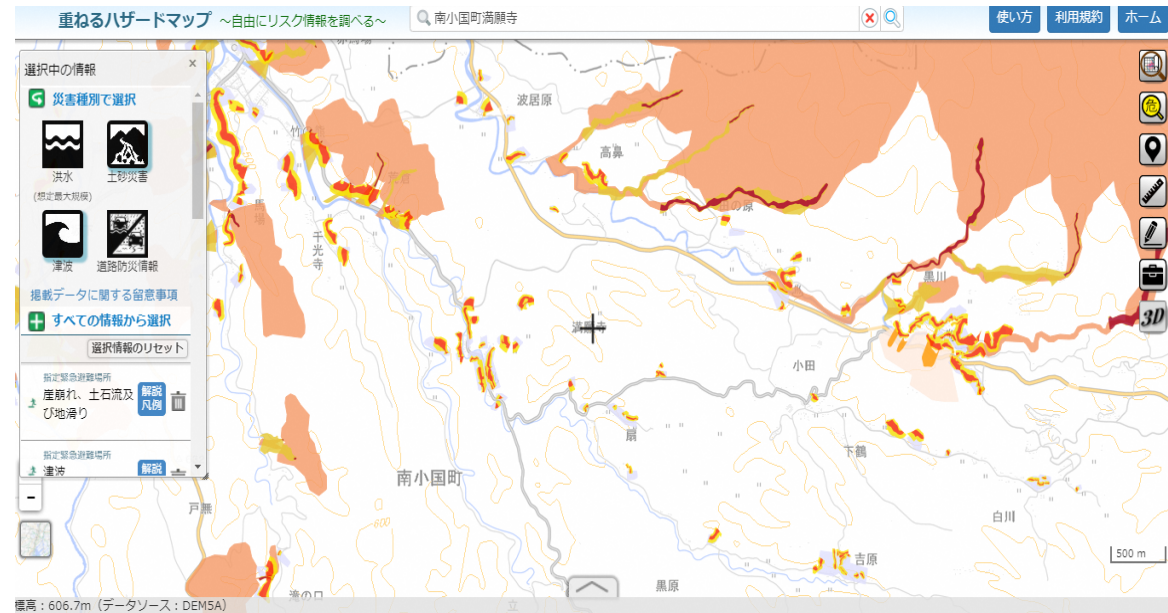 重ねるハザードマップ ～自由にリスク情報を調べる～
南小国町満願寺
使い方
利用規約
ホーム
選択中の情報
×
災害種別で選択
洪水
(想定最大規模)
土砂災害
津波
道路防災情報
掲載データに関する留意事項
すべての情報から選択
選択情報のリセット
指定緊急避難場所
崖崩れ、土石流及
び地滑り
解説
凡例
指定緊急避難場所
津波
解説
-
波居原
高鼻
馬場
千光寺
黒川
小田
扇
下鶴
南小国町
戸無
600
白川
吉原
黒原
滝の口
立
危
3D
500 m
標高：606.7m（データソース：DEM5A）